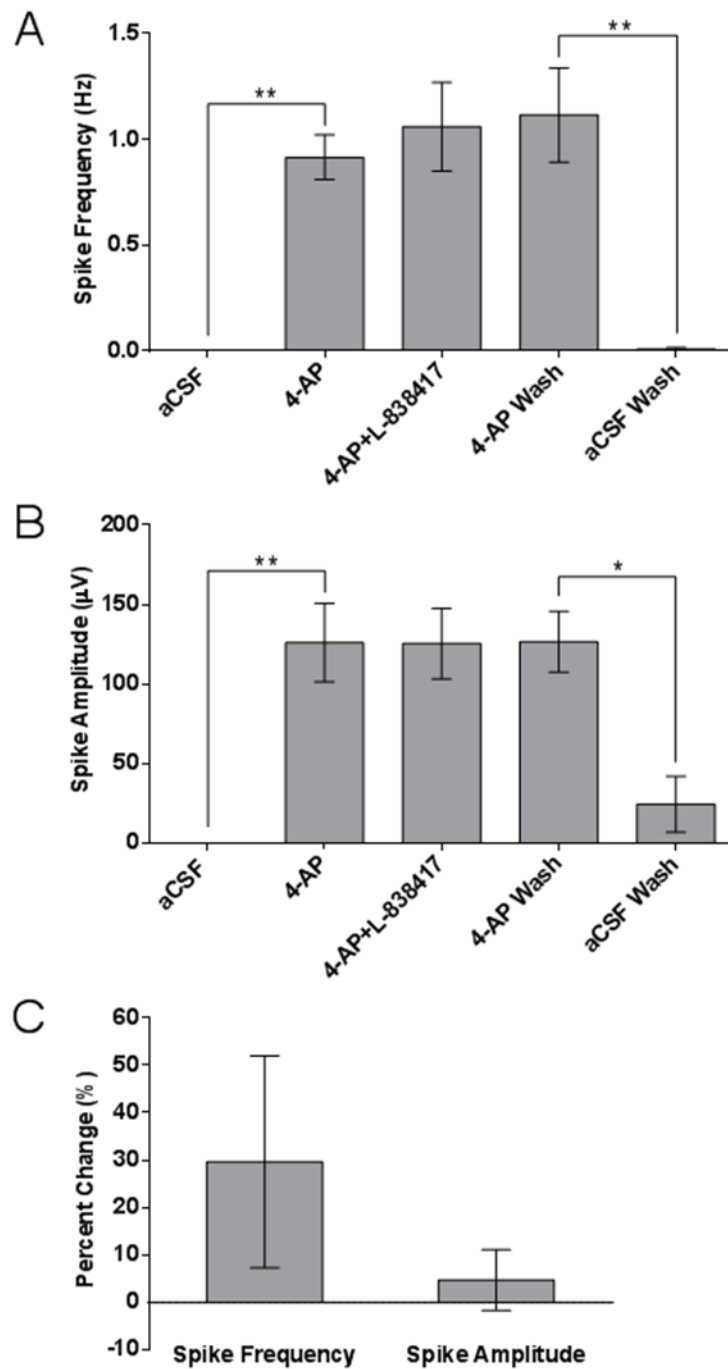 A
Spike Frequency (Hz)
1.5
1.0
0.5
0.0
**
**
aCSF
4-AP
4-AP+L-838417
4-AP Wash
aCSF Wash
B
Spike Amplitude (µV)
200
150
100
50
0
**
*
aCSF
4-AP
4-AP+L-838417
4-AP Wash
aCSF Wash
C
Percent Change (%)
60
50
40
30
20
10
0
-10
Spike Frequency
Spike Amplitude